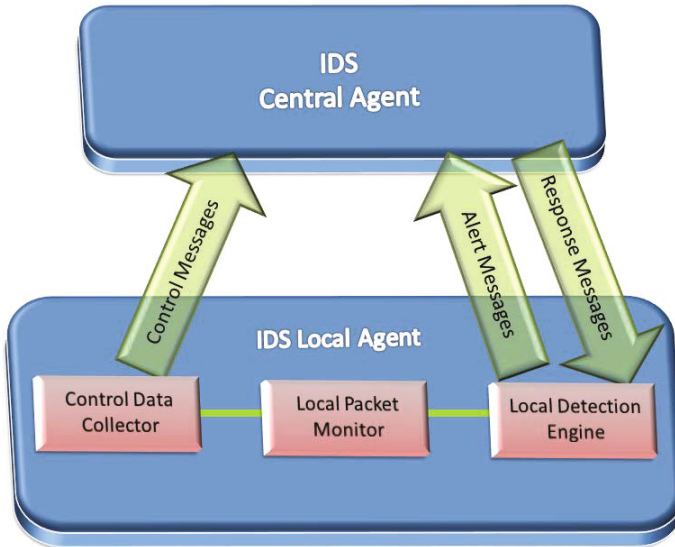 IDS
Central Agent
Control Messages
Alert Messages
Response Messages
IDS Local Agent
Control Data
Collector
Local Packet
Monitor
Local Detection
Engine